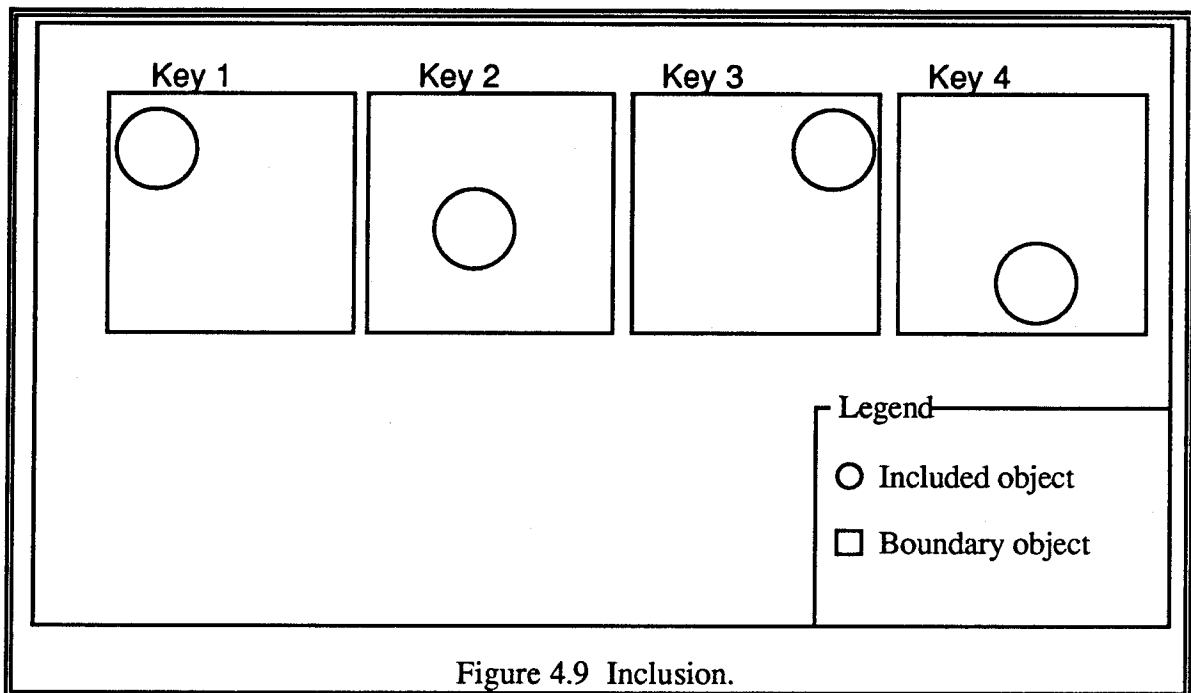 Key 1 Key 2 Key 3 Key 4
Legend
Included object
Boundary object
Figure 4.9 Inclusion.